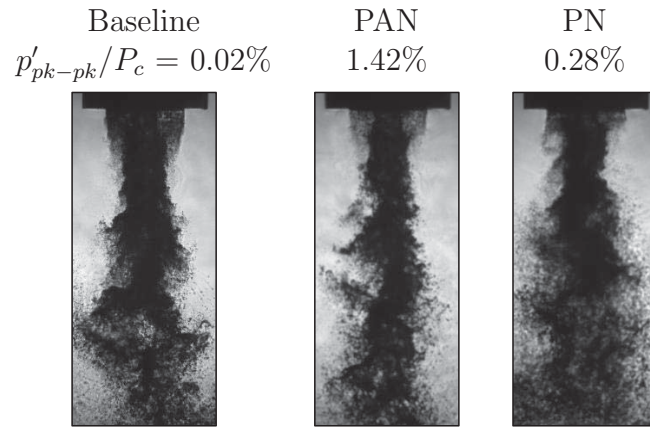 Baseline PAN PN
p′pk−pk/Pc = 0.02% 1.42% 0.28%